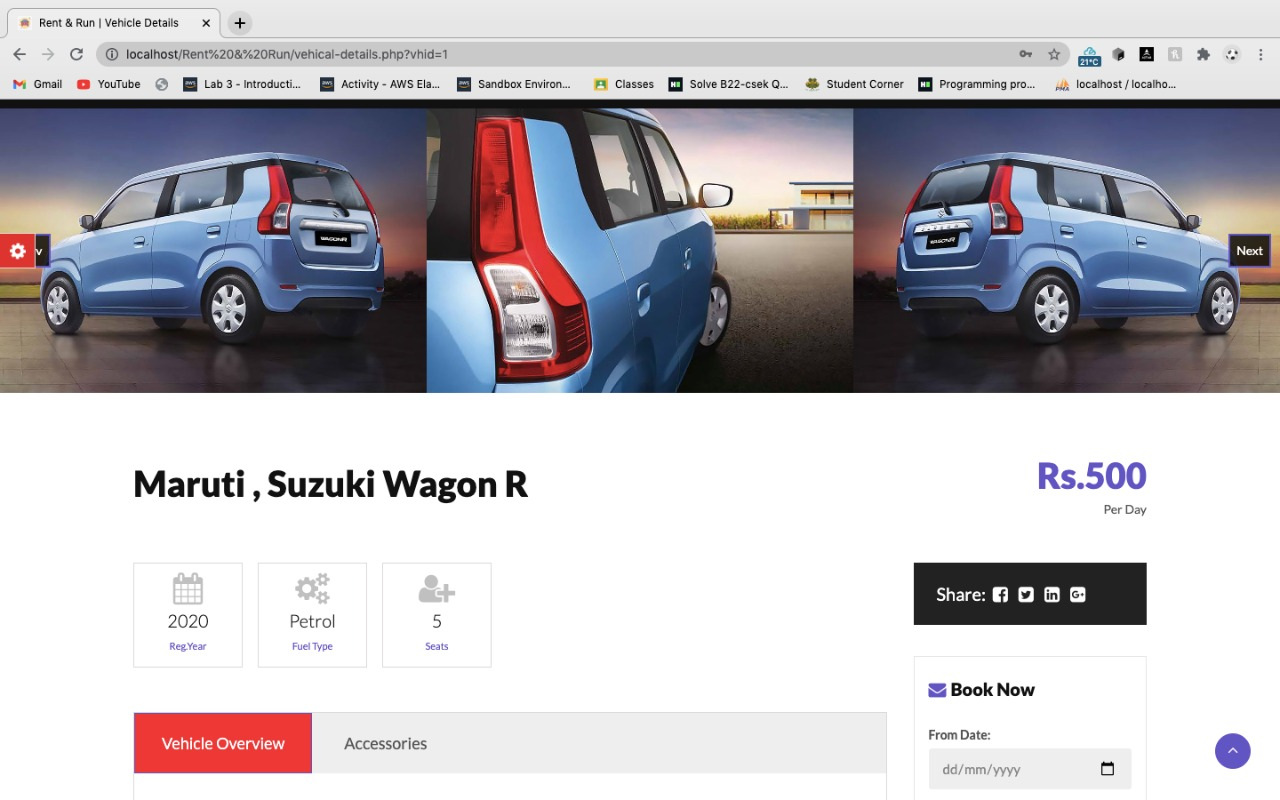 Rent & Run | Vehicle Details
localhost/Rent%20&%20Run/vehical-details.php?vhid=1
21°C
Gmail
YouTube
Lab 3 - Introducti...
Activity - AWS Ela...
Sandbox Environ...
Classes
Solve B22-csek Q...
Student Corner
Programming pro...
localhost / localho...
WAGONR
WAGONR
v
Next
Maruti , Suzuki Wagon R
Rs.500
Per Day
2020
Reg.Year
Petrol
Fuel Type
5
Seats
Share:
Book Now
Vehicle Overview
Accessories
From Date:
dd/mm/yyyy